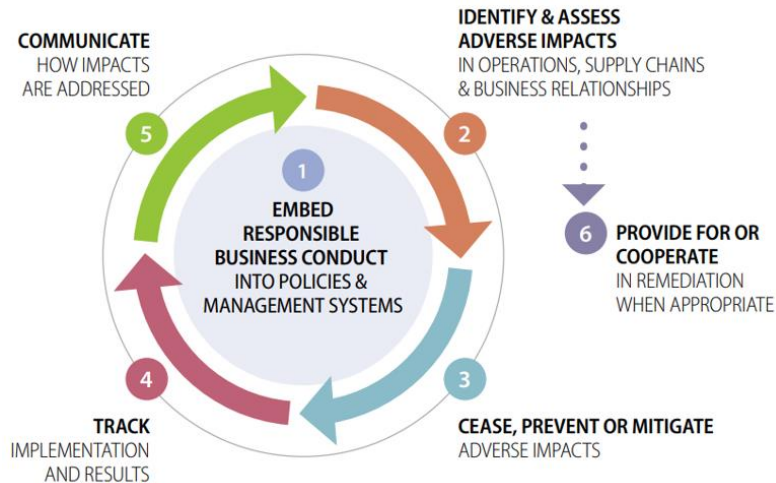 1
EMBED
RESPONSIBLE
BUSINESS CONDUCT
INTO POLICIES &
MANAGEMENT SYSTEMS
2
IDENTIFY & ASSESS
ADVERSE IMPACTS
IN OPERATIONS, SUPPLY CHAINS
& BUSINESS RELATIONSHIPS
3
CEASE, PREVENT OR MITIGATE
ADVERSE IMPACTS
4
TRACK
IMPLEMENTATION
AND RESULTS
5
COMMUNICATE
HOW IMPACTS
ARE ADDRESSED
6
PROVIDE FOR OR
COOPERATE
IN REMEDIATION
WHEN APPROPRIATE